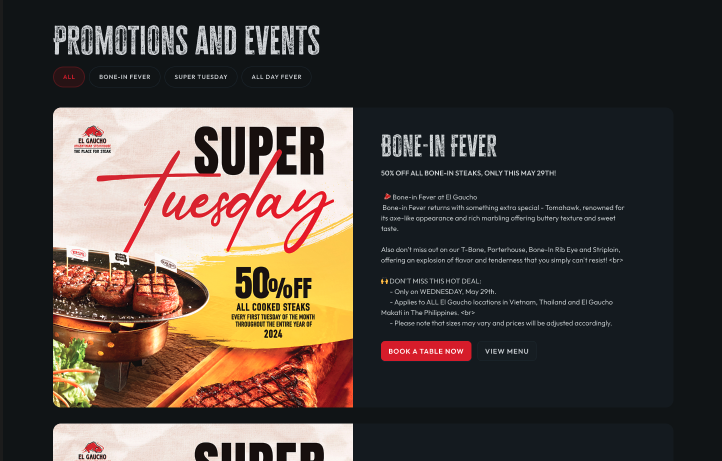 PROMOTIONS AND EVENTS
ALL
BONE-IN FEVER
SUPER TUESDAY
ALL DAY FEVER
EL GAUCHO
THE PLACE FOR STEAK
SUPER
Tuesday
50%OFF
ALL COOKED STEAKS
EVERY FIRST TUESDAY OF THE MONTH
THROUGHOUT THE ENTIRE YEAR OF
2024
BONE-IN FEVER
50% OFF ALL BONE-IN STEAKS, ONLY THIS MAY 29TH!
Bone-in Fever at El Gaucho
Bone-in Fever returns with something extra special - Tomahawk, renowned for
its axe-like appearance and rich marbling offering buttery texture and sweet
taste.
Also don't miss out on our T-Bone, Porterhouse, Bone-In Rib Eye and Striploin,
offering an explosion of flavor and tenderness that you simply can't resist! <br>
🙌 DON'T MISS THIS HOT DEAL:
- Only on WEDNESDAY, May 29th.
- Applies to ALL El Gaucho locations in Vietnam, Thailand and El Gaucho
Makati in The Philippines. <br>
- Please note that sizes may vary and prices will be adjusted accordingly.
BOOK A TABLE NOW
VIEW MENU
EL GAUCHO
SUPER